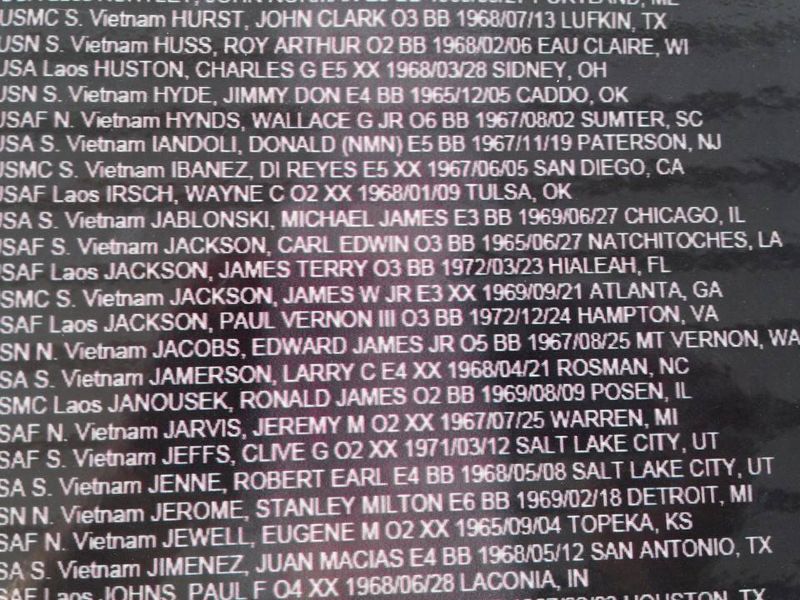 USMC S. Vietnam HURST, JOHN CLARK O3 BB 1968/07/13 LUFKIN, TX
USN S. Vietnam HUSS, ROY ARTHUR O2 BB 1968/02/06 EAU CLAIRE, WI
USA Laos HUSTON, CHARLES G E5 XX 1968/03/28 SIDNEY, OH
USN S. Vietnam HYDE, JIMMY DON E4 BB 1965/12/05 CADDO, OK
USAF N. Vietnam HYNDS, WALLACE G JR O6 BB 1967/08/02 SUMTER, SC
USA S. Vietnam IANDOLI, DONALD (NMN) E5 BB 1967/11/19 PATERSON, NJ
USMC S. Vietnam IBANEZ, DI REYES E5 XX 1967/06/05 SAN DIEGO, CA
USAF Laos IRSCH, WAYNE C O2 XX 1968/01/09 TULSA, OK
USA S. Vietnam JABLONSKI, MICHAEL JAMES E3 BB 1969/06/27 CHICAGO, IL
USAF S. Vietnam JACKSON, CARL EDWIN O3 BB 1965/06/27 NATCHITOCHES, LA
USAF Laos JACKSON, JAMES TERRY O3 BB 1972/03/23 HIALEAH, FL
SMC S. Vietnam JACKSON, JAMES W JR E3 XX 1969/09/21 ATLANTA, GA
SAF Laos JACKSON, PAUL VERNON III O3 BB 1972/12/24 HAMPTON, VA
SN N. Vietnam JACOBS, EDWARD JAMES JR O5 BB 1967/08/25 MT VERNON, WA
SA S. Vietnam JAMERSON, LARRY C E4 XX 1968/04/21 ROSMAN, NC
SMC Laos JANOUSEK, RONALD JAMES O2 BB 1969/08/09 POSEN, IL
SAF N. Vietnam JARVIS, JEREMY M O2 XX 1967/07/25 WARREN, MI
SAF S. Vietnam JEFFS, CLIVE G O2 XX 1971/03/12 SALT LAKE CITY, UT
SA S. Vietnam JENNE, ROBERT EARL E4 BB 1968/05/08 SALT LAKE CITY, UT
SN N. Vietnam JEROME, STANLEY MILTON E6 BB 1969/02/18 DETROIT, MI
SAF N. Vietnam JEWELL, EUGENE M O2 XX 1965/09/04 TOPEKA, KS
SA S. Vietnam JIMENEZ, JUAN MACIAS E4 BB 1968/05/12 SAN ANTONIO, TX
SAF Laos JOHNS, PAUL F O4 XX 1968/06/28 LACONIA, IN
HOUSTON, TX